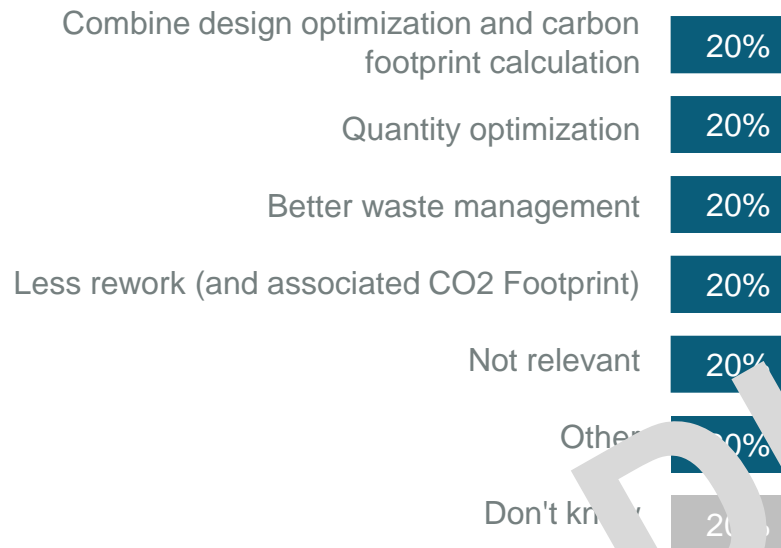 Combine design optimization and carbon
footprint calculation 20%
Quantity optimization 20%
Better waste management 20%
Less rework (and associated CO2 Footprint) 20%
Not relevant 20%
Other
Don't